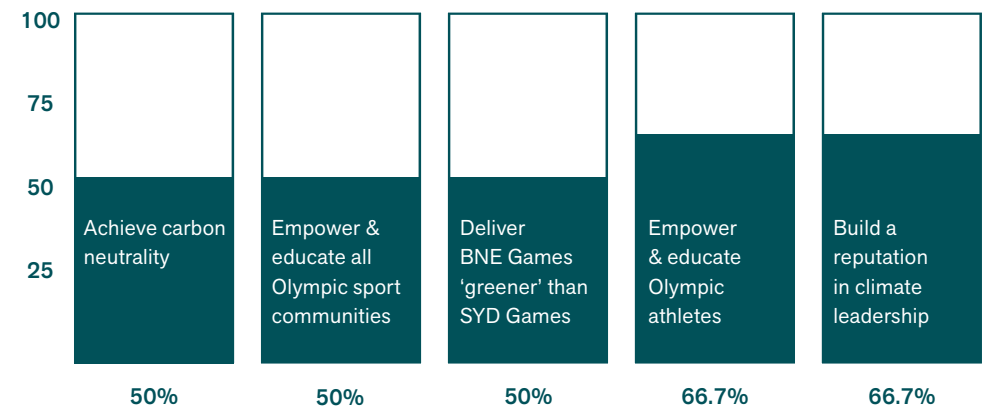 100
75
50
25
Achieve carbon
neutrality
Empower &
educate all
Olympic sport
communities
Deliver
BNE Games
‘greener’ than
SYD Games
Empower
& educate
Olympic
athletes
Build a
reputation
in climate
leadership
50%
50%
50%
66.7%
66.7%